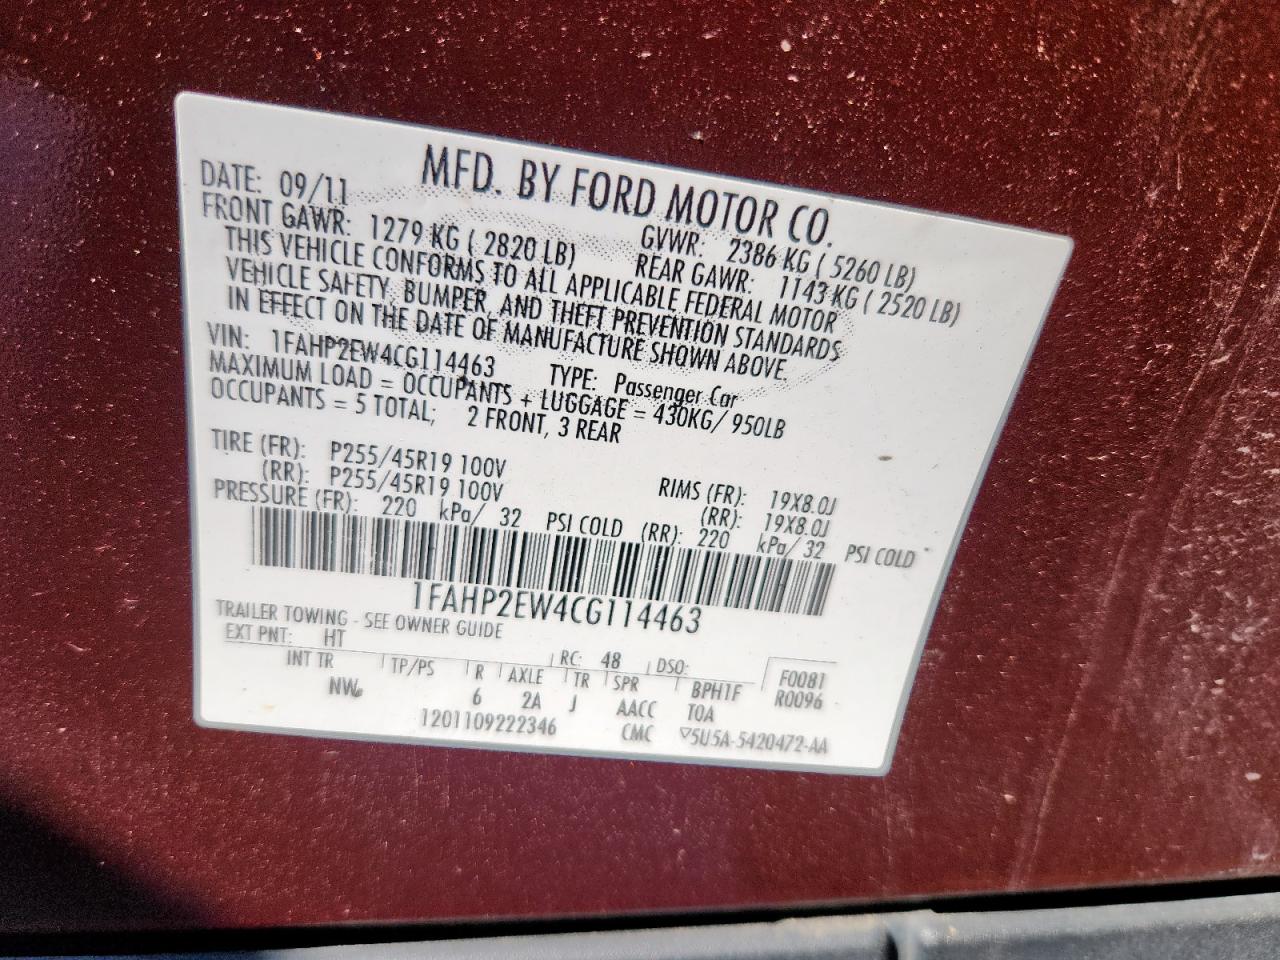 MFD. BY FORD MOTOR CO.
DATE: 09/11 GVWR: 2386 KG ( 5260 LB)
FRONT GAWR: 1279 KG ( 2820 LB) REAR GAWR: 1143 KG ( 2520 LB)
THIS VEHICLE CONFORMS TO ALL APPLICABLE FEDERAL MOTOR
VEHICLE SAFETY, BUMPER, AND THEFT PREVENTION STANDARDS
IN EFFECT ON THE DATE OF MANUFACTURE SHOWN ABOVE.
VIN: 1FAHP2EW4CG114463 TYPE: Passenger Car
MAXIMUM LOAD = OCCUPANTS + LUGGAGE = 430KG/ 950LB
OCCUPANTS = 5 TOTAL; 2 FRONT, 3 REAR
TIRE (FR): P255/45R19 100V RIMS (FR): 19X8.0J
(RR): P255/45R19 100V (RR): 19X8.0J
PRESSURE (FR): 220 kPa/ 32 PSI COLD (RR): 220 kPa/ 32 PSI COLD
1FAHP2EW4CG114463
TRAILER TOWING - SEE OWNER GUIDE
EXT PNT: HT RC: 48 DSO: F0081
INT TR TP/PS R AXLE TR SPR BPH1F R0096
NW 6 2A J AACC TOA
1201109222346 CMC ▽5U5A-5420472-AA